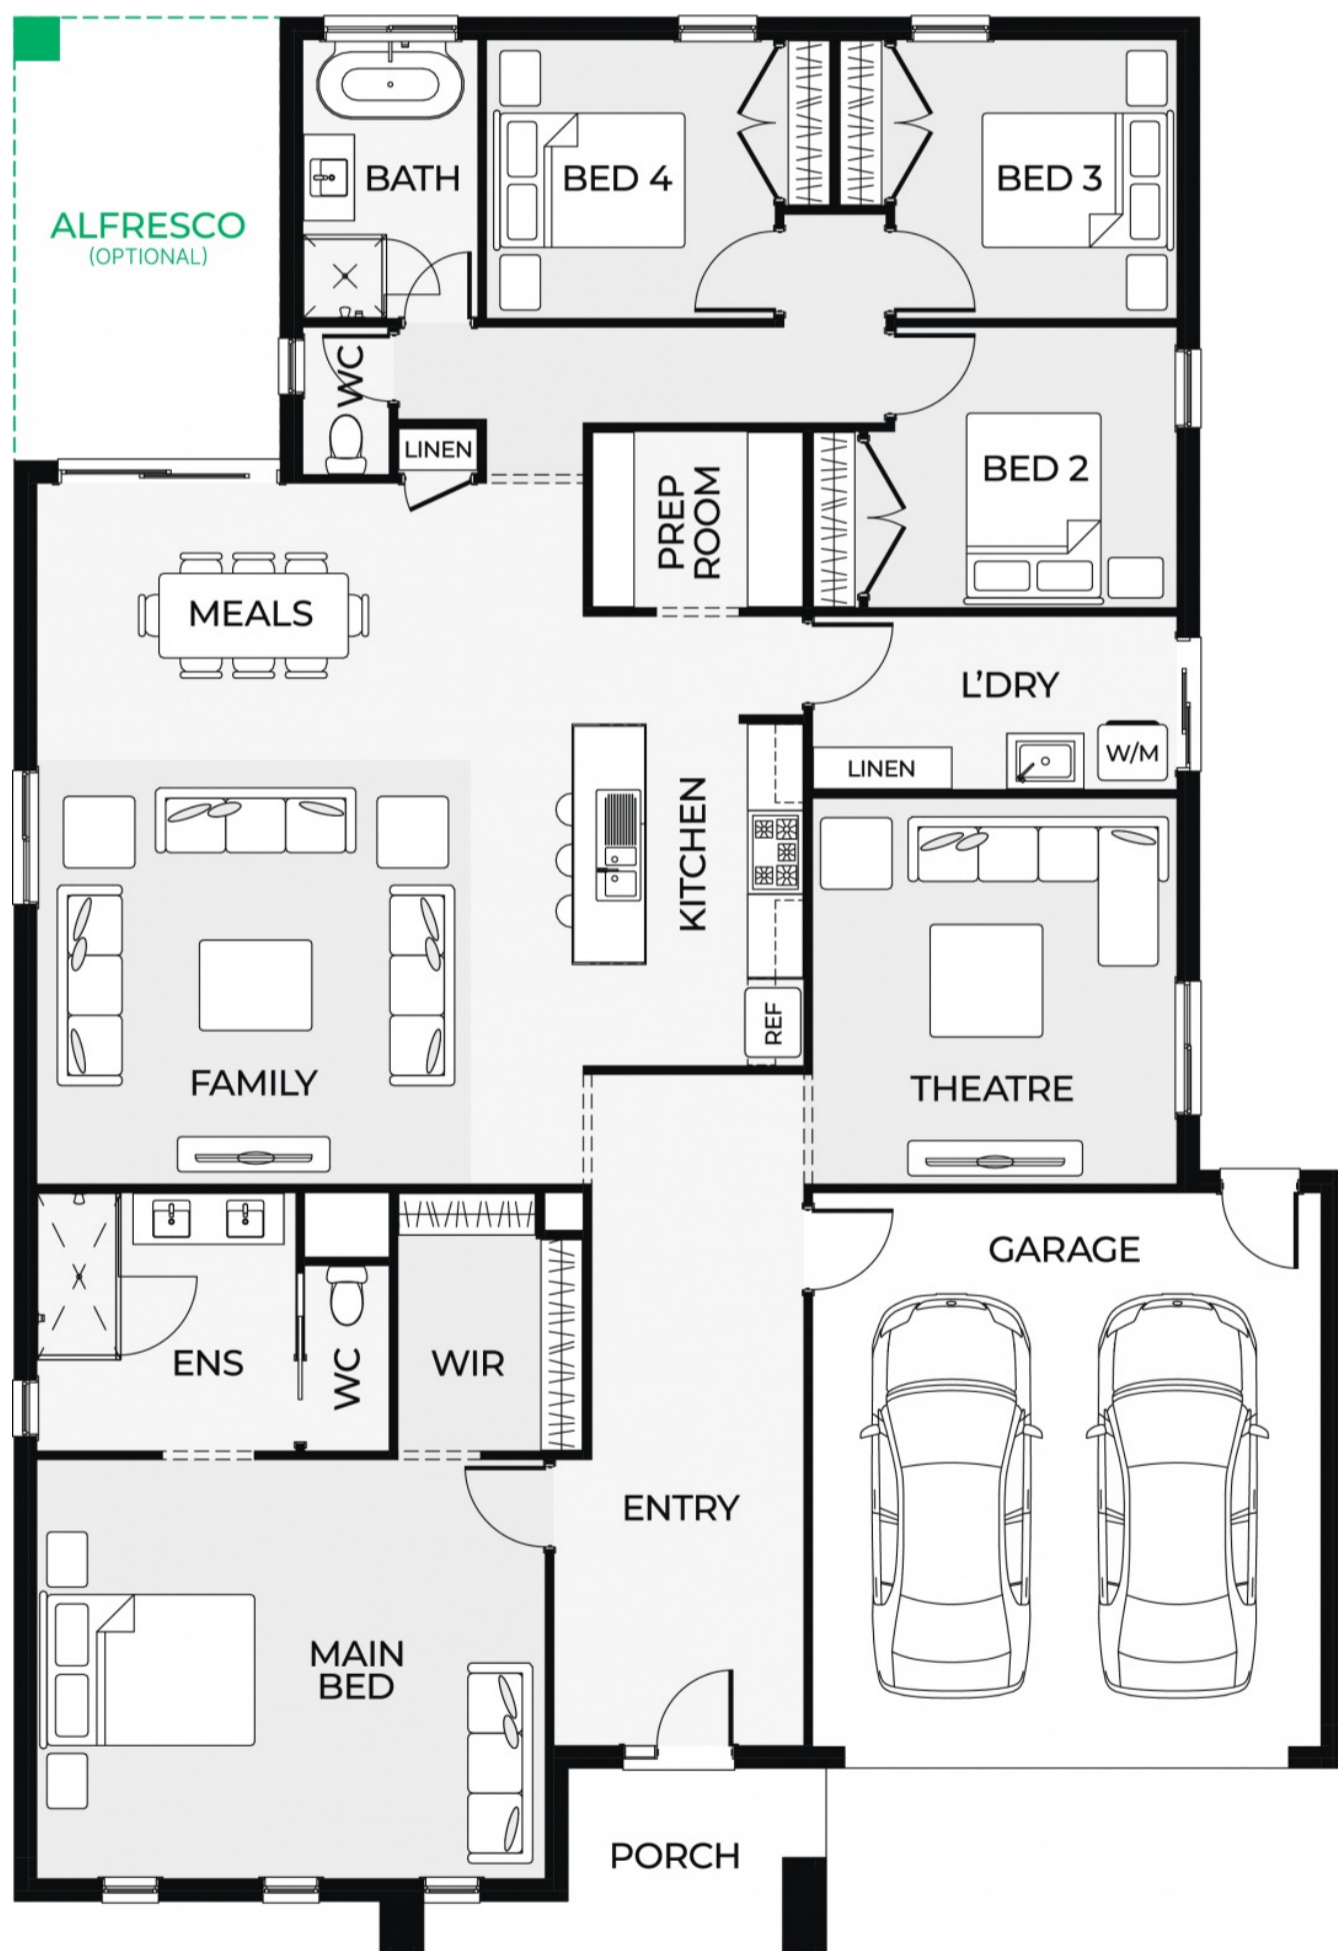 BATH
BED 4
BED 3
ALFRESCO
(OPTIONAL)
WC
LINEN
PREP
ROOM
BED 2
MEALS
L'DRY
LINEN
W/M
KITCHEN
REF
FAMILY
THEATRE
GARAGE
ENS
WC
WIR
ENTRY
MAIN
BED
PORCH